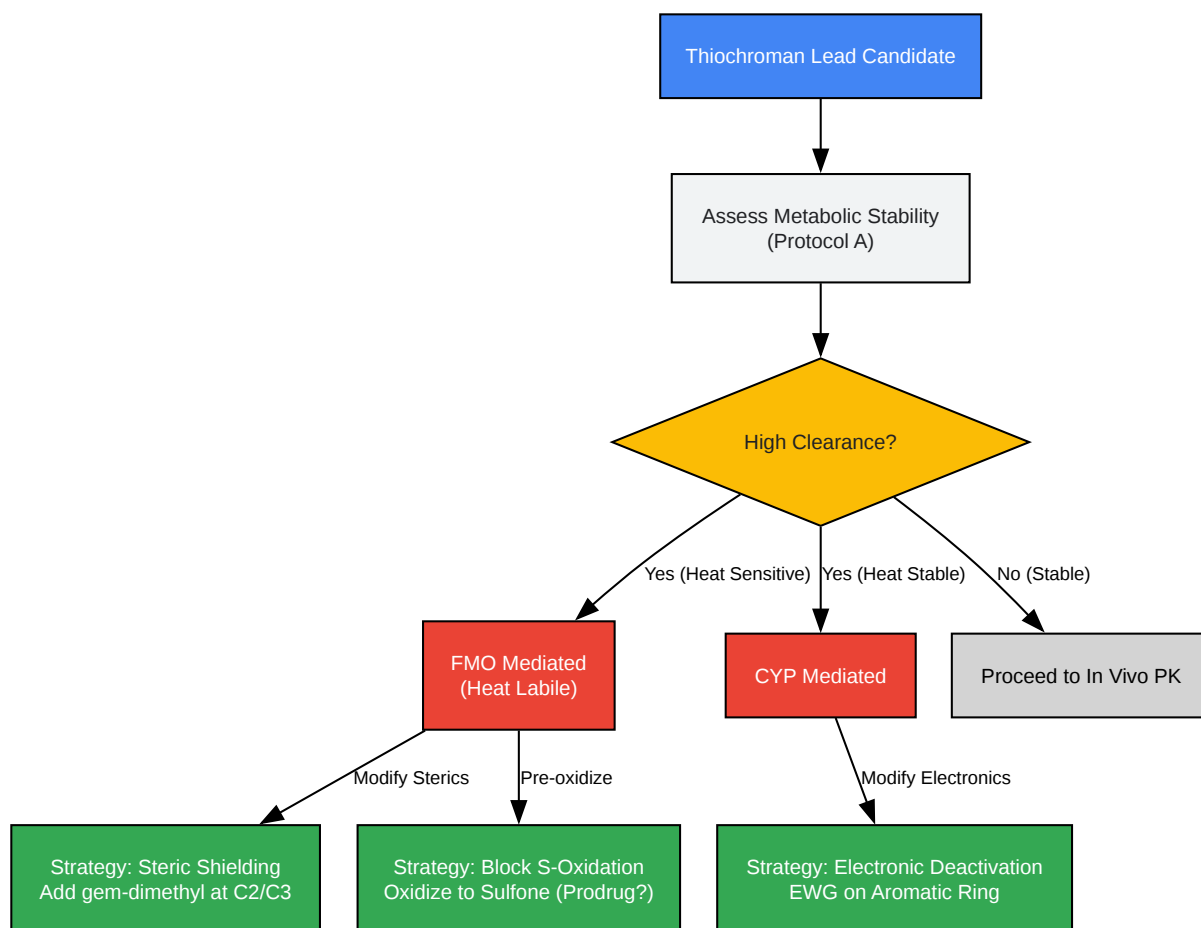 Thiochroman Lead Candidate
Assess Metabolic Stability
(Protocol A)
High Clearance?
Yes (Heat Sensitive)
Yes (Heat Stable)
No (Stable)
FMO Mediated
(Heat Labile)
CYP Mediated
Proceed to In Vivo PK
Modify Sterics
Pre-oxidize
Modify Electronics
Strategy: Steric Shielding
Add gem-dimethyl at C2/C3
Strategy: Block S-Oxidation
Oxidize to Sulfone (Prodrug?)
Strategy: Electronic Deactivation
EWG on Aromatic Ring